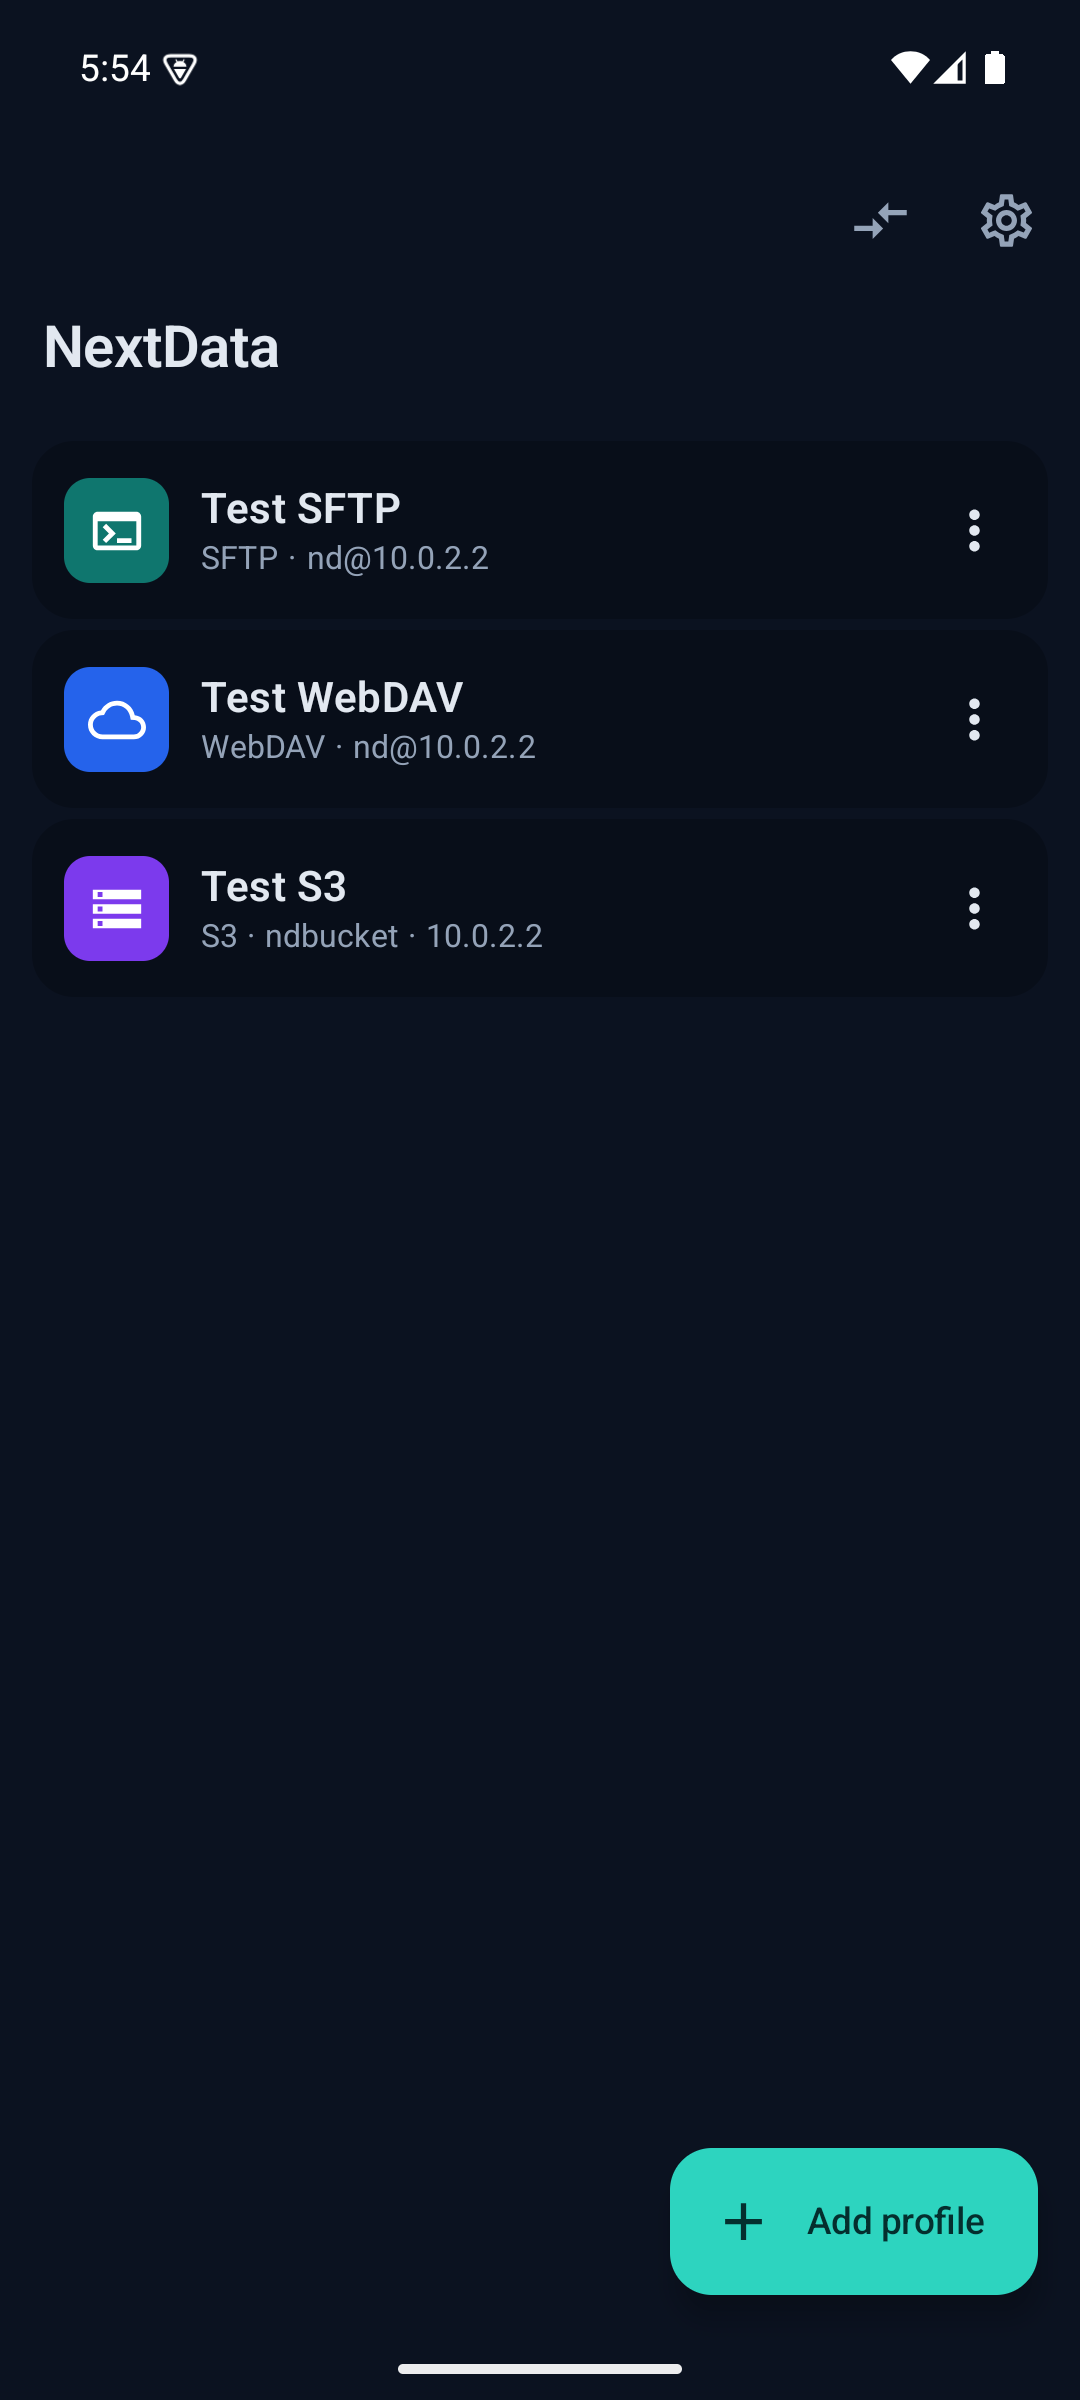 5:54
NextData
Test SFTP
SFTP · nd@10.0.2.2
Test WebDAV
WebDAV · nd@10.0.2.2
Test S3
S3 · ndbucket · 10.0.2.2
Add profile